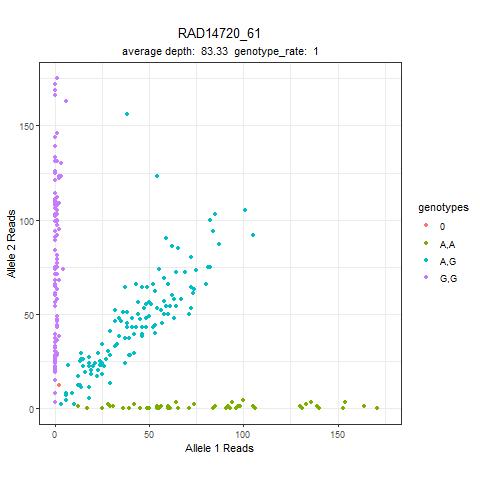 RAD14720_61
average depth:  83.33  genotype_rate:  1
Allele 2 Reads
150
100
50
0
0
50
100
150
Allele 1 Reads
genotypes
0
A,A
A,G
G,G